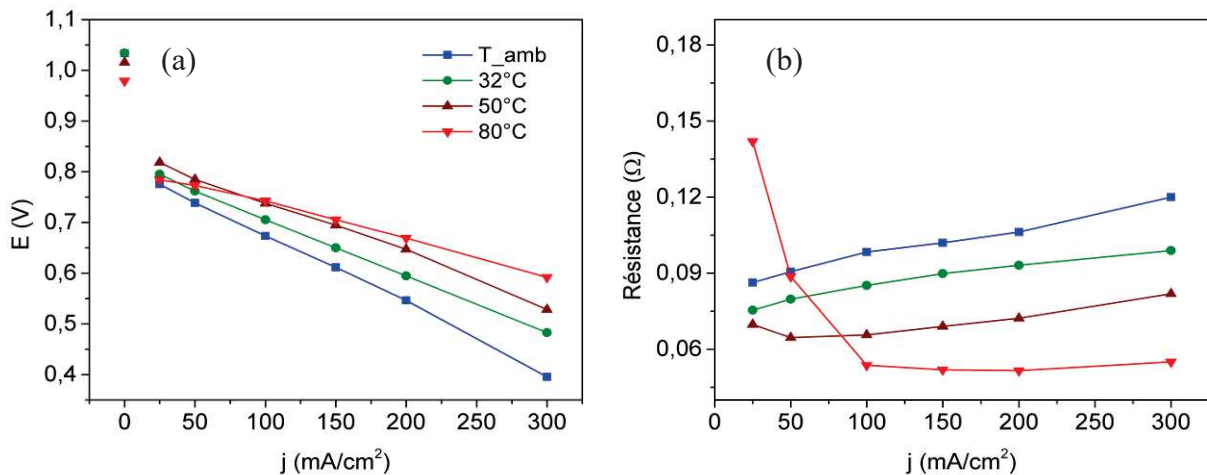 1,1
1,0
0,9
0,8
0,7
0,6
0,5
0,4
E (V)
(a)
T_amb
32°C
50°C
80°C
0 50 100 150 200 250 300
j (mA/cm²)
0,18
0,15
0,12
0,09
0,06
Résistance (Ω)
(b)
0 50 100 150 200 250 300
j (mA/cm²)